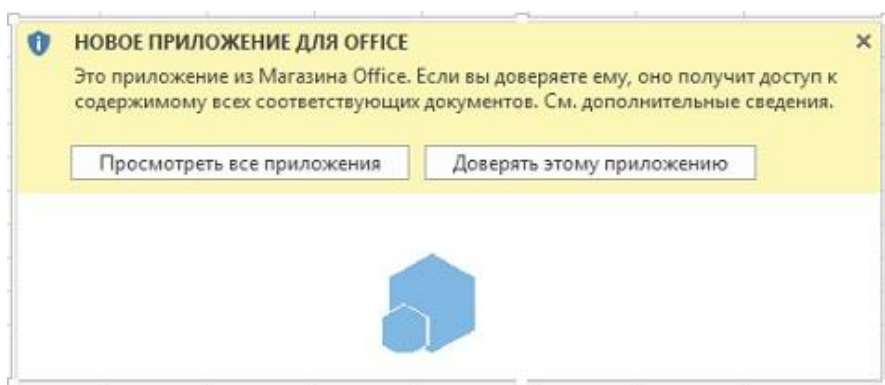 НОВОЕ ПРИЛОЖЕНИЕ ДЛЯ OFFICE
Это приложение из Магазина Office. Если вы доверяете ему, оно получит доступ к
содержимому всех соответствующих документов. См. дополнительные сведения.
Просмотреть все приложения
Доверять этому приложению